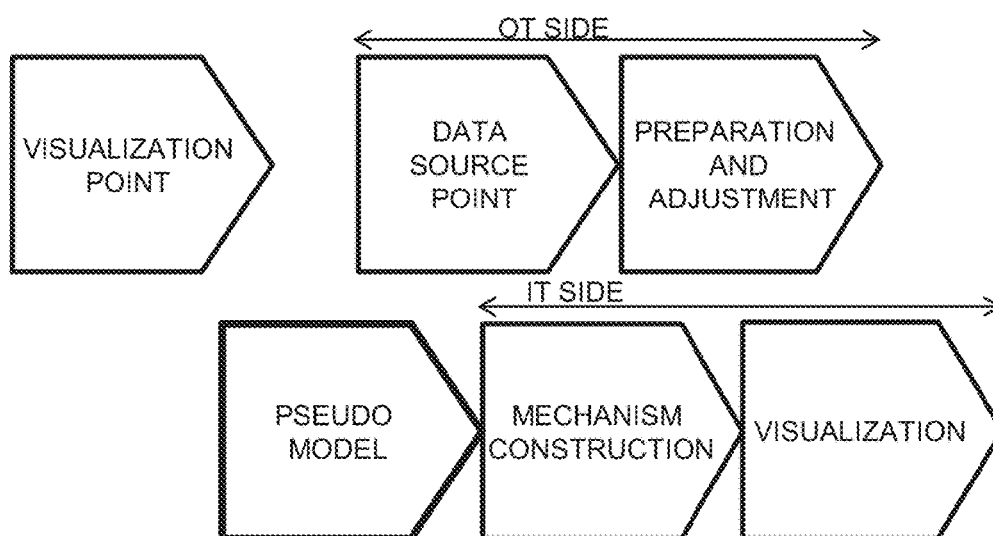 OT SIDE
VISUALIZATION
POINT
DATA
SOURCE
POINT
PREPARATION
AND
ADJUSTMENT
IT SIDE
PSEUDO
MODEL
MECHANISM
CONSTRUCTION
VISUALIZATION